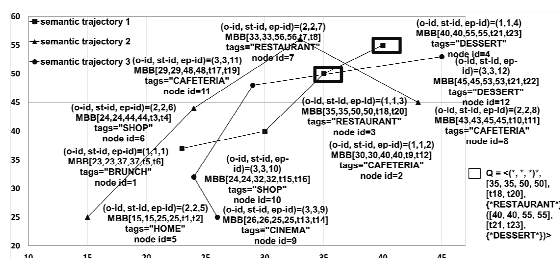 semantic trajectory 1
semantic trajectory 2
semantic trajectory 3
(o-id, st-id, ep-id)=(2,2,7)
MBB[33,33,56,56,t7,t8]
tags="RESTAURANT"
node-id=7
(o-id, st-id, ep-id)=(1,1,4)
MBB[40,40,55,55,t21,t23]
tags="DESSERT"
node id=4
(o-id, st-id, ep-id)=(3,3,11)
MBB[29,29,48,48,t17,t19]
tags="CAFETERIA"
node id=11
(o-id, st-id, ep-
id)=(3,3,12)
MBB[45,45,53,53,t21,t22]
tags="DESSERT"
node id=12
(o-id, st-id, ep-id)=(2,2,6)
MBB[24,24,44,44,t3,t4]
tags="SHOP"
node id=6
(o-id, st-id, ep-id)=(1,1,3)
MBB[35,35,50,50,t18,t20]
tags="RESTAURANT"
node id=3
(o-id, st-id, ep-id)=(2,2,8)
MBB[43,43,45,45,t10,t11]
tags="CAFETERIA"
node id=8
(o-id, st-id, ep-id)=(1,1,1)
MBB[23,23,37,37,t5,t6]
tags="BRUNCH"
node id=1
(o-id, st-id, ep-id)=(1,1,2)
MBB[30,30,40,40,t9,t12]
tags="CAFETERIA"
node id=2
(o-id, st-id, ep-
id)=(3,3,10)
MBB[24,24,32,32,t15,t16]
tags="SHOP"
node id=10
(o-id, st-id, ep-id)=(2,2,5)
MBB[15,15,25,25,t1,t2]
tags="HOME"
node id=5
(o-id, st-id, ep-id)=(3,3,9)
MBB[26,26,25,25,t13,t14]
tags="CINEMA"
node id=9
Q = <(*, *, *)",
[35, 35, 50, 50],
[t18, t20],
{"RESTAURANT"
([40, 40, 55, 55],
[t21, t23],
{"DESSERT"})>
60
55
50
45
40
35
30
25
20
10
15
20
25
30
35
40
45